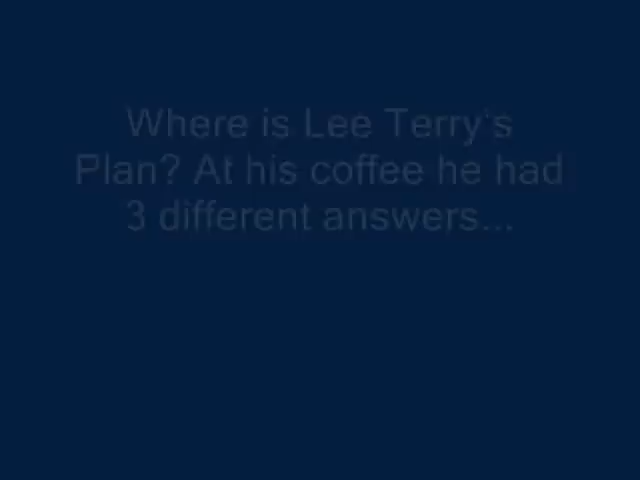 Where is Lee Terry's
Plan? At his coffee he had
3 different answers...